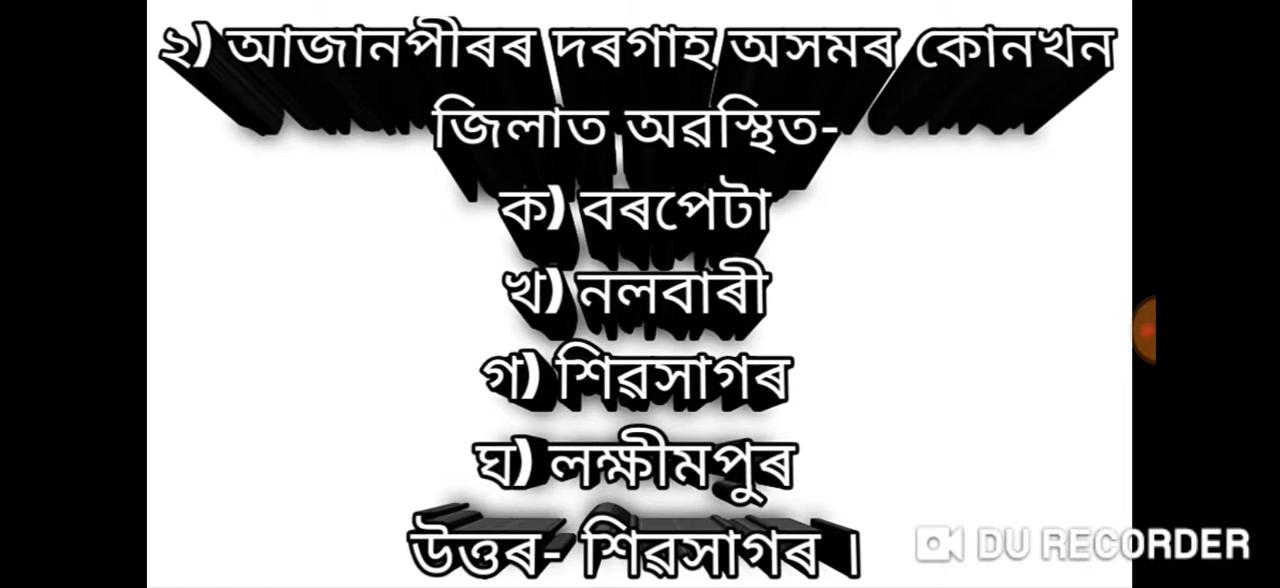 ২) আজানপীৰৰ দৰগাহ অসমৰ কোনখন
জিলাত অৱস্থিত-
ক) বৰপেটা
খ) নলবাৰী
গ) শিৱসাগৰ
ঘ) লক্ষীমপুৰ
উত্তৰ- শিৱসাগৰ ।
DU RECORDER